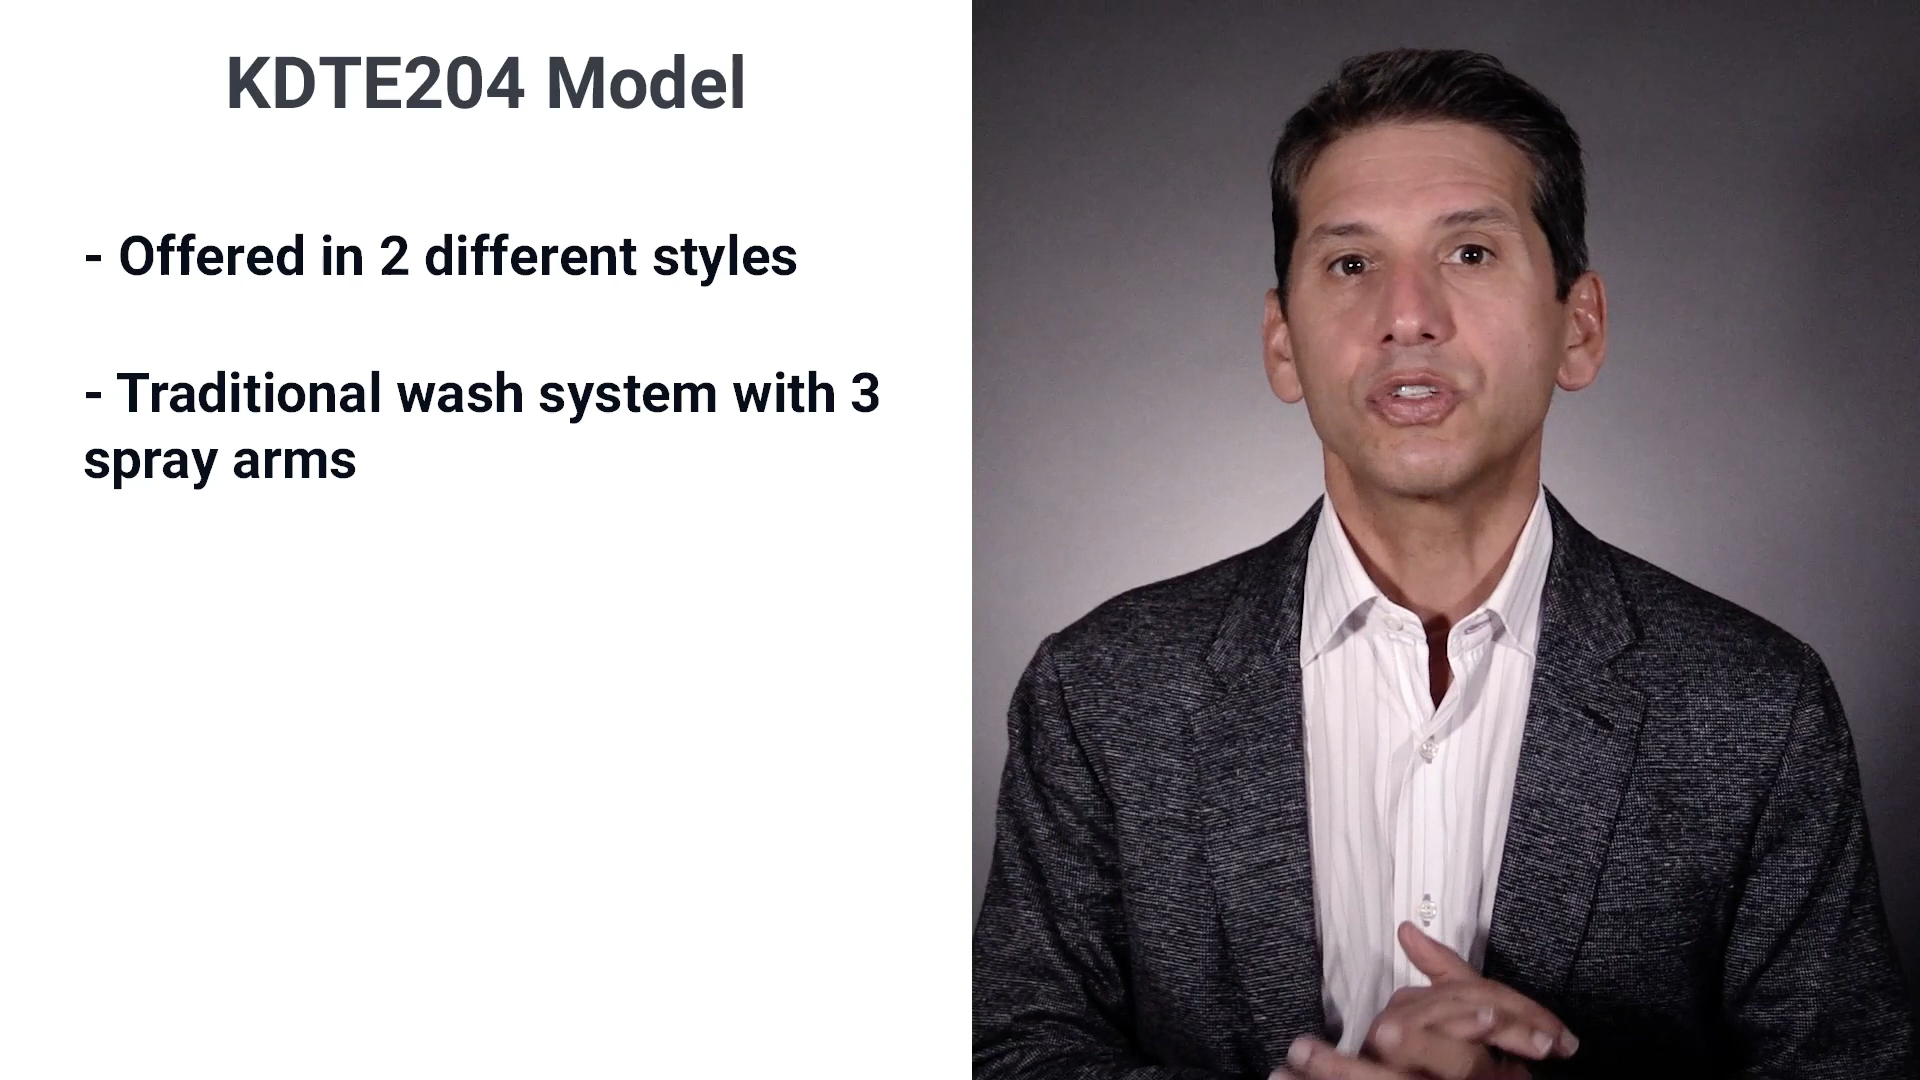 KDTE204 Model
- Offered in 2 different styles
- Traditional wash system with 3
spray arms